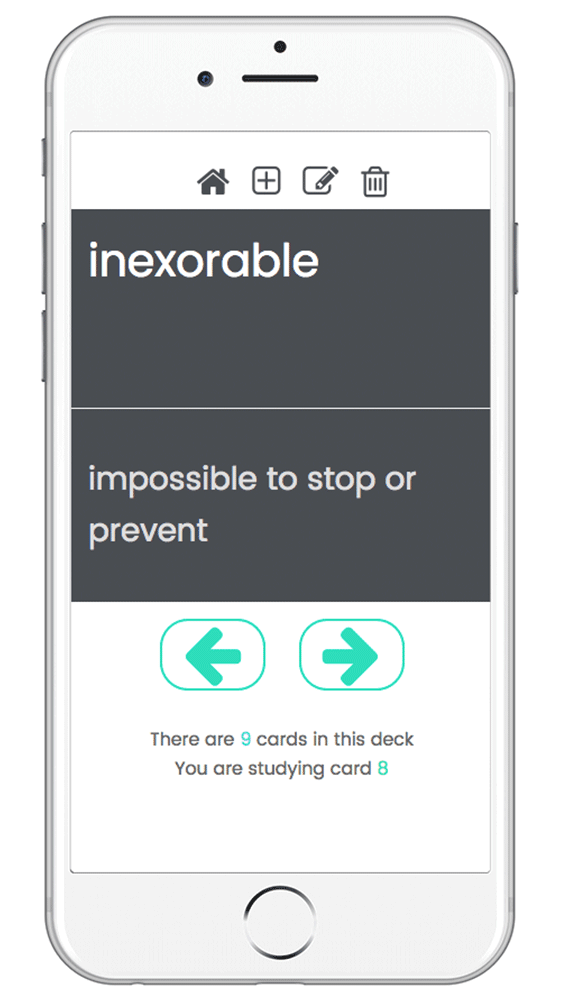 inexorable
impossible to stop or
prevent
There are 9 cards in this deck
You are studying card 8